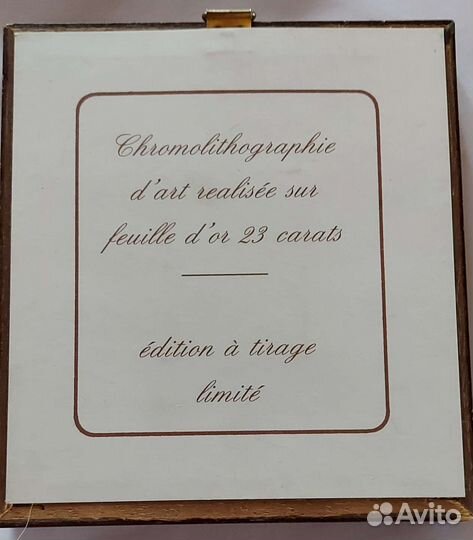 Chromolithographie
d'art realisée sur
feuille d'or 23 carats
édition à tirage
limité
Avito